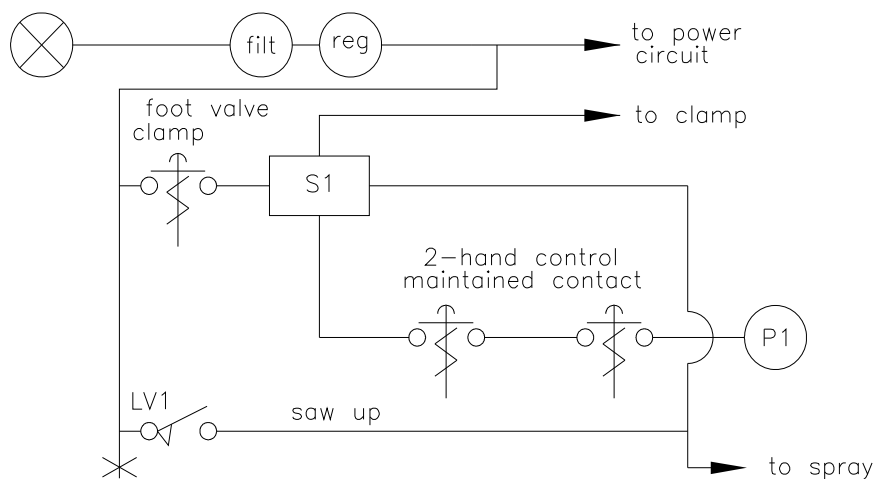 filt
reg
to power
circuit
foot valve
clamp
to clamp
S1
2-hand control
maintained contact
P1
LV1
saw up
to spray